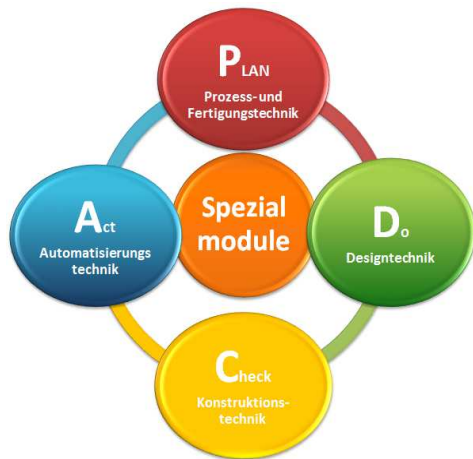 PLAN
Prozess-und
Fertigungstechnik
Act
Automatisierungs
technik
Spezial
module
Do
Designtechnik
Check
Konstruktions-
technik